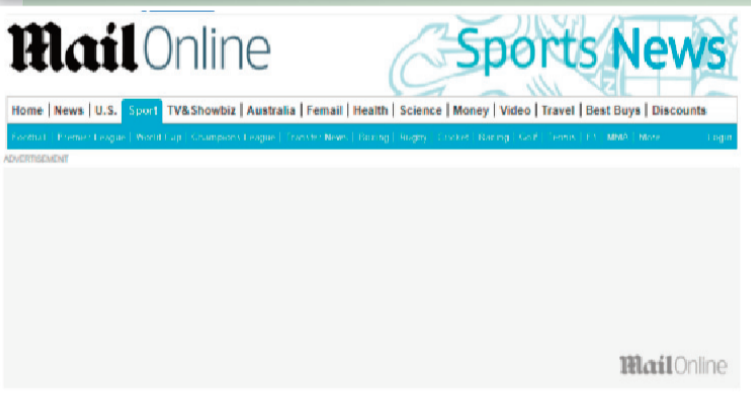 Mail Online
Sports News
Home | News | U.S. | Sport | TV&Showbiz | Australia | Femail | Health | Science | Money | Video | Travel | Best Buys | Discounts
Football | Premier League | World Cup | Champions League | Transfer News | Boxing | Rugby | Cricket | Racing | Golf | Tennis | F1 | MMA | More Login
ADVERTISEMENT
Mail Online